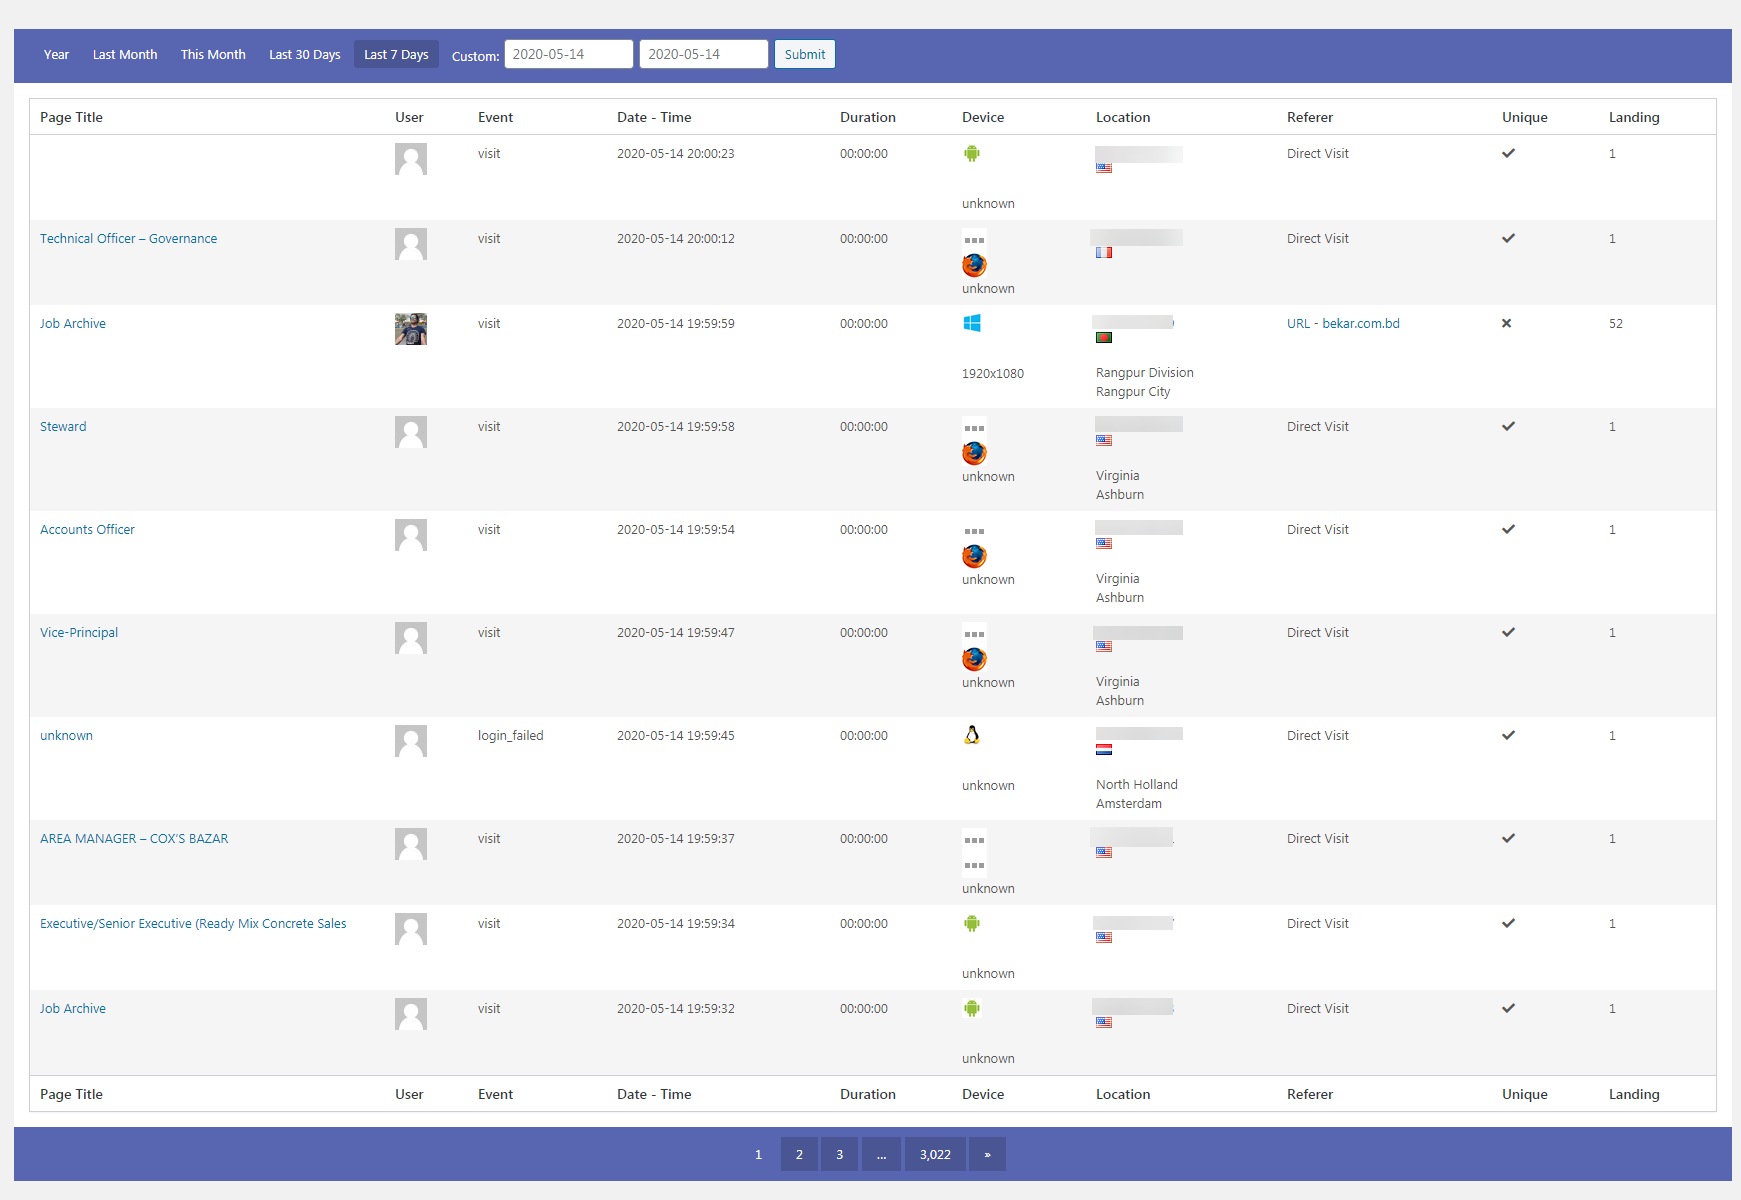 Year Last Month This Month Last 30 Days Last 7 Days Custom: 2020-05-14 2020-05-14 Submit
Page Title User Event Date - Time Duration Device Location Referer Unique Landing
visit 2020-05-14 20:00:23 00:00:00 Direct Visit 1
unknown
Technical Officer – Governance visit 2020-05-14 20:00:12 00:00:00 Direct Visit 1
unknown
Job Archive visit 2020-05-14 19:59:59 00:00:00 URL - bekar.com.bd 52
1920x1080 Rangpur Division
Rangpur City
Steward visit 2020-05-14 19:59:58 00:00:00 Direct Visit 1
unknown Virginia
Ashburn
Accounts Officer visit 2020-05-14 19:59:54 00:00:00 Direct Visit 1
unknown Virginia
Ashburn
Vice-Principal visit 2020-05-14 19:59:47 00:00:00 Direct Visit 1
unknown Virginia
Ashburn
unknown login_failed 2020-05-14 19:59:45 00:00:00 Direct Visit 1
unknown North Holland
Amsterdam
AREA MANAGER – COX'S BAZAR visit 2020-05-14 19:59:37 00:00:00 Direct Visit 1
unknown
Executive/Senior Executive (Ready Mix Concrete Sales visit 2020-05-14 19:59:34 00:00:00 Direct Visit 1
unknown
Job Archive visit 2020-05-14 19:59:32 00:00:00 Direct Visit 1
unknown
Page Title User Event Date - Time Duration Device Location Referer Unique Landing
1 2 3 ... 3,022 »